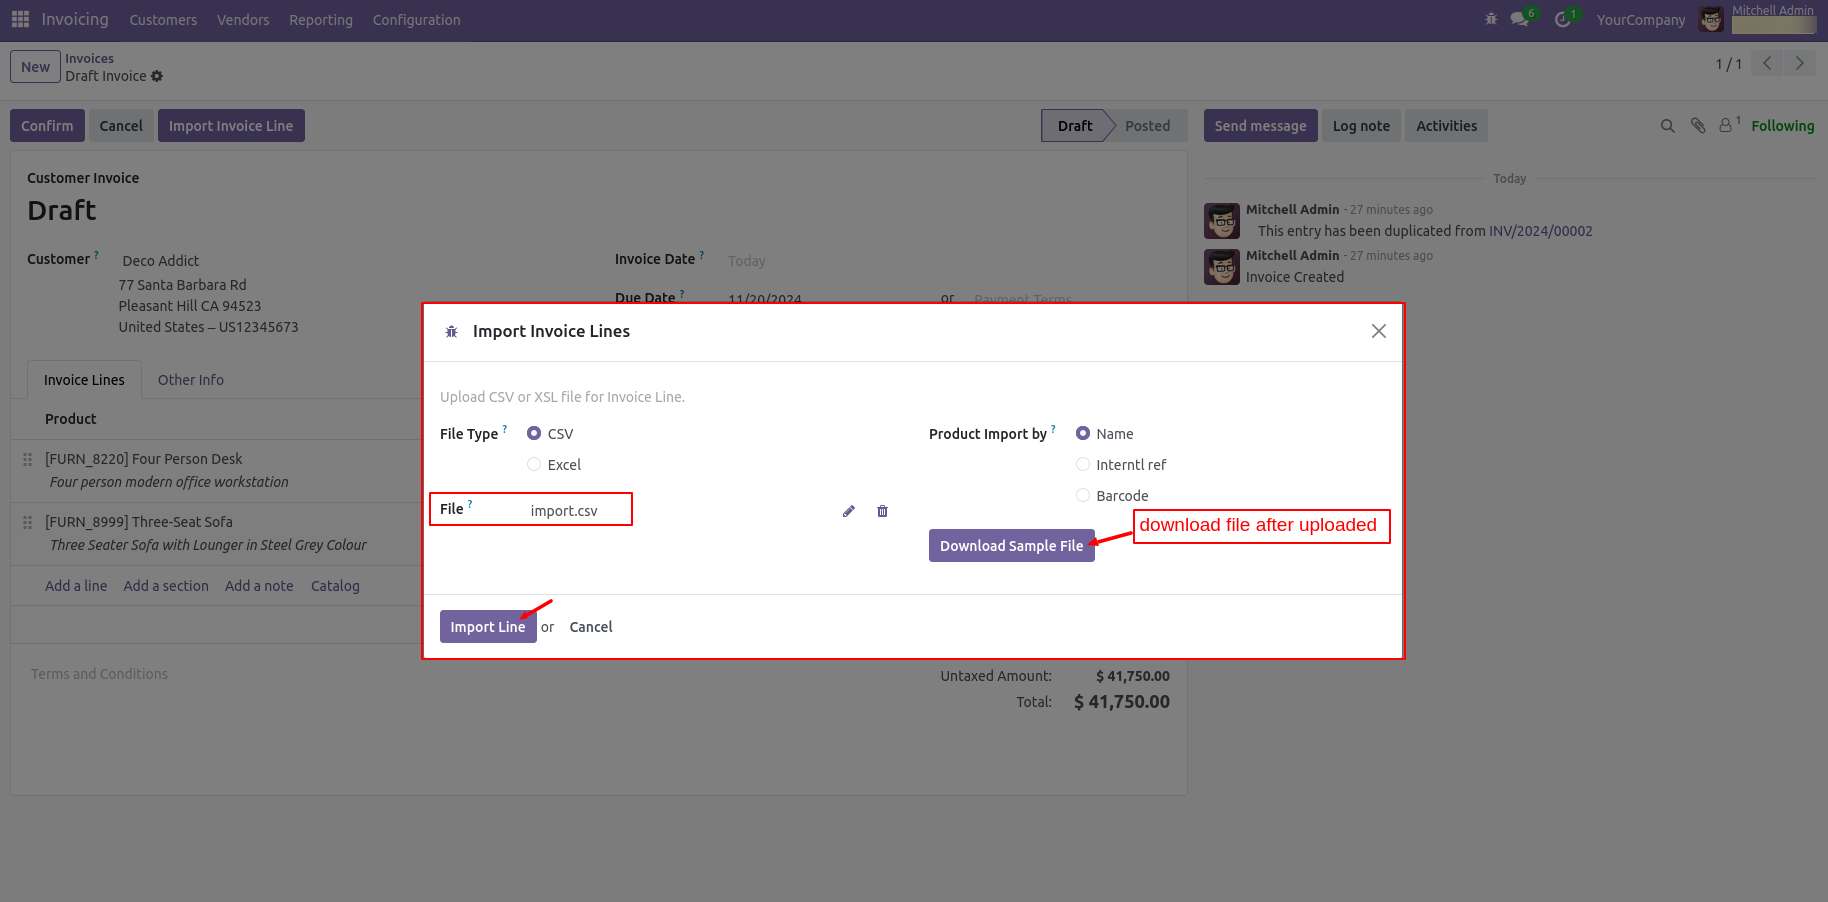 Invoicing Customers Vendors Reporting Configuration 6 1 YourCompany Mitchell Admin
New Invoices
Draft Invoice 1 / 1
Confirm Cancel Import Invoice Line Draft Posted Send message Log note Activities 1 Following
Customer Invoice
Draft
Customer ? Deco Addict
77 Santa Barbara Rd
Pleasant Hill CA 94523
United States – US12345673
Invoice Date ? Today
Due Date ? 11/20/2024 or Payment Terms
Today
Mitchell Admin - 27 minutes ago
This entry has been duplicated from INV/2024/00002
Mitchell Admin - 27 minutes ago
Invoice Created
Invoice Lines Other Info
Product
[FURN_8220] Four Person Desk
Four person modern office workstation
[FURN_8999] Three-Seat Sofa
Three Seater Sofa with Lounger in Steel Grey Colour
Add a line Add a section Add a note Catalog
Import Invoice Lines
Upload CSV or XSL file for Invoice Line.
File Type ? CSV
Excel
File ? import.csv
Product Import by ? Name
Interntl ref
Barcode
download file after uploaded
Download Sample File
Import Line or Cancel
Terms and Conditions
Untaxed Amount: $ 41,750.00
Total: $ 41,750.00